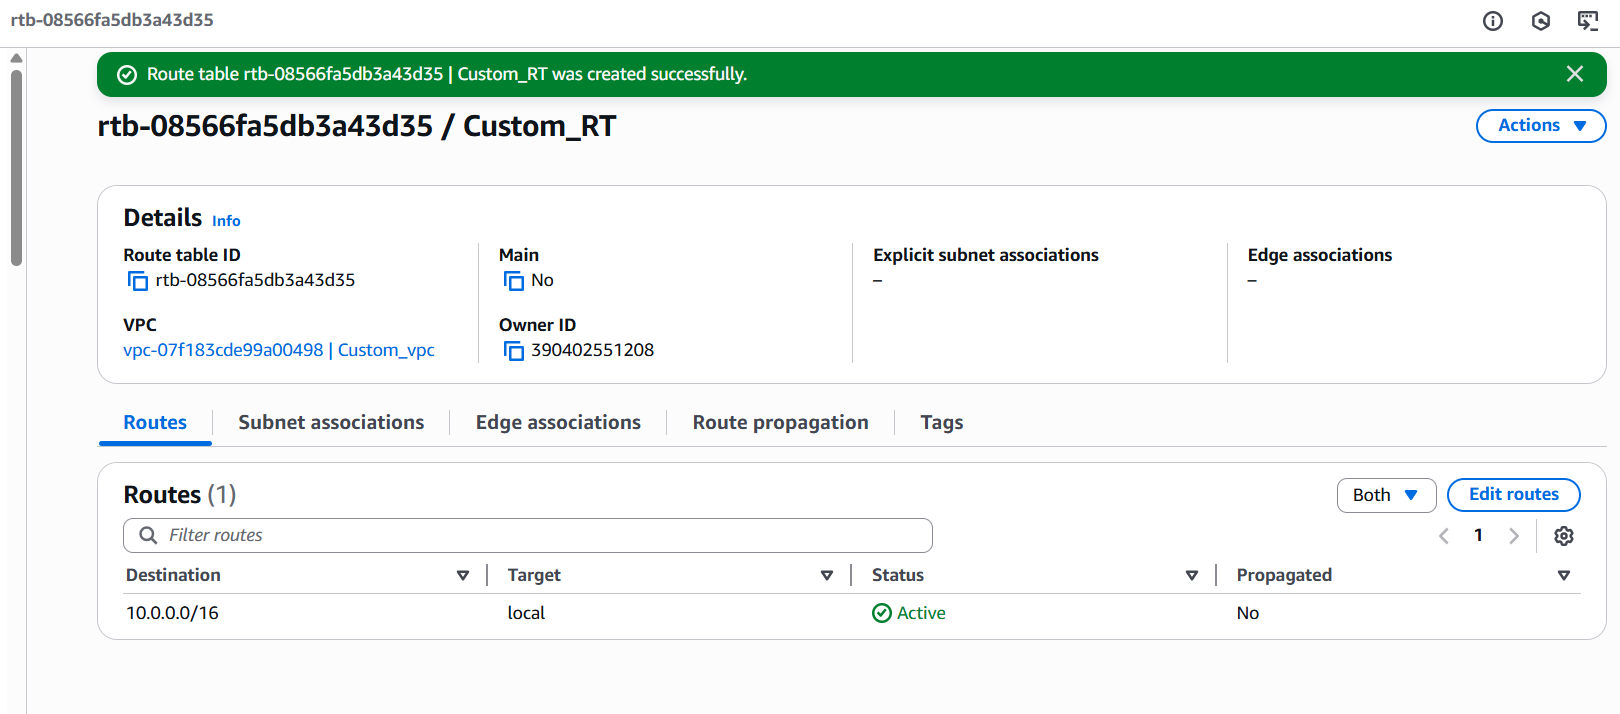 rtb-08566fa5db3a43d35
Route table rtb-08566fa5db3a43d35 | Custom_RT was created successfully.
rtb-08566fa5db3a43d35 / Custom_RT
Actions
Details Info
Route table ID
rtb-08566fa5db3a43d35
Main
No
Explicit subnet associations
–
Edge associations
–
VPC
vpc-07f183cde99a00498 | Custom_vpc
Owner ID
390402551208
Routes Subnet associations Edge associations Route propagation Tags
Routes (1)
Both Edit routes
Filter routes
1
Destination Target Status Propagated
10.0.0.0/16 local Active No